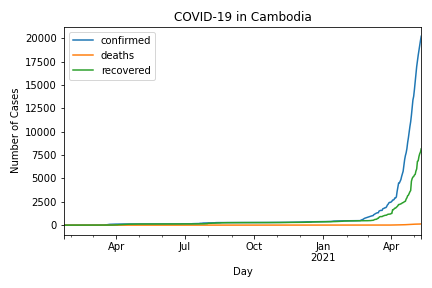 COVID-19 in Cambodia
confirmed
deaths
recovered
Number of Cases
20000
17500
15000
12500
10000
7500
5000
2500
0
Apr
Jul
Oct
Jan
2021
Apr
Day